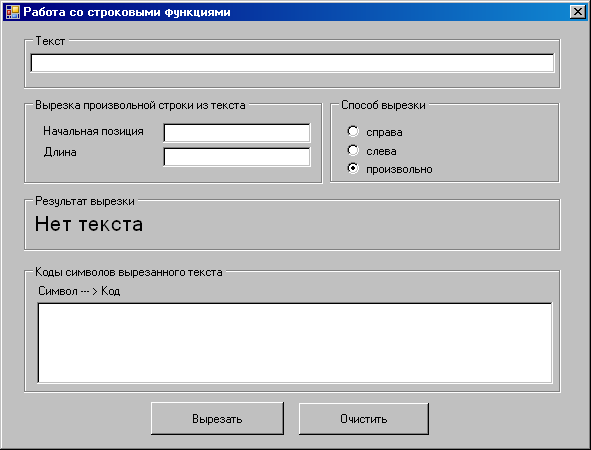 Работа со строковыми функциями
Текст
Вырезка произвольной строки из текста
Начальная позиция
Длина
Способ вырезки
справа
слева
произвольно
Результат вырезки
Нет текста
Коды символов вырезанного текста
Символ --- > Код
Вырезать
Очистить